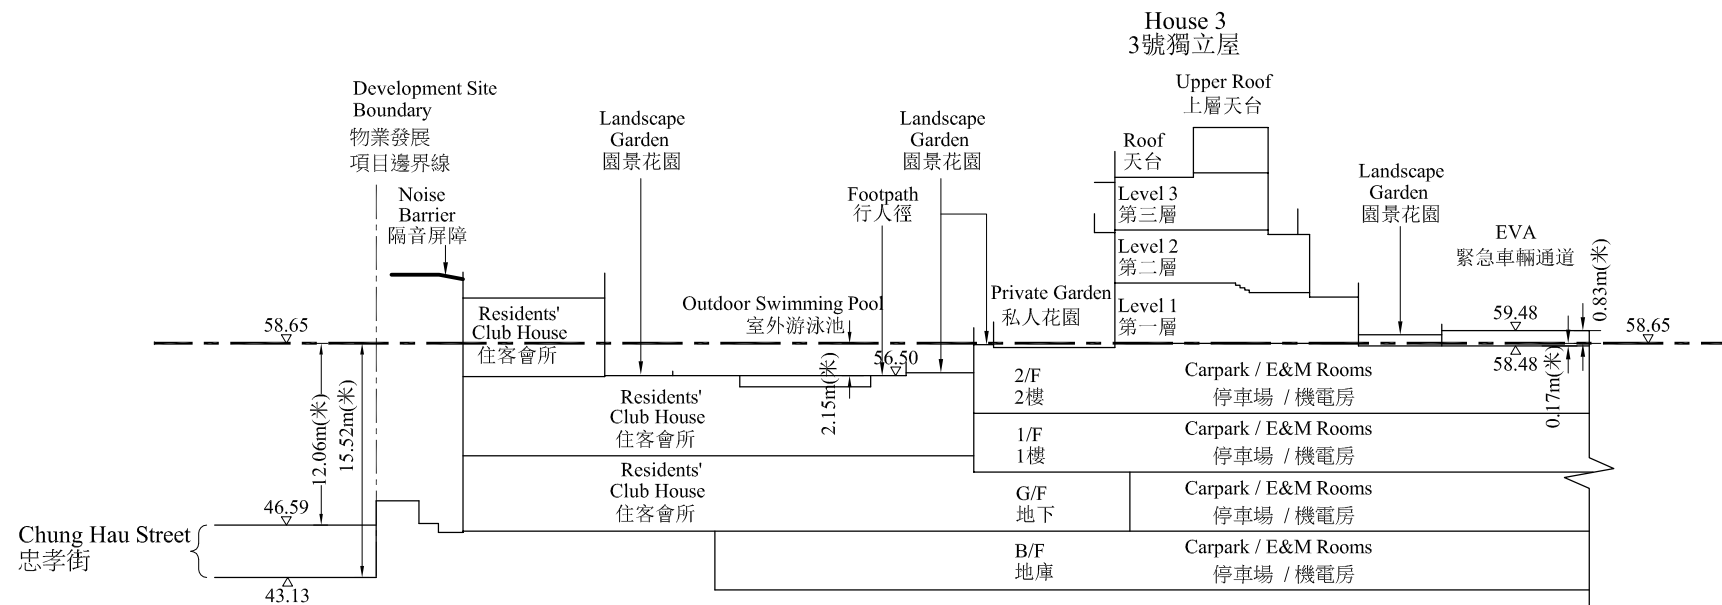 House 3
3號獨立屋
Upper Roof
上層天台
Development Site
Boundary
物業發展
項目邊界線
Noise
Barrier
隔音屏障
Landscape
Garden
園景花園
Footpath
行人徑
Landscape
Garden
園景花園
Roof
天台
Level 3
第三層
Level 2
第二層
Level 1
第一層
Landscape
Garden
園景花園
EVA
緊急車輛通道
0.83m(米)
Residents'
Club House
住客會所
Outdoor Swimming Pool
室外游泳池
Private Garden
私人花園
58.65
56.50
59.48
58.65
58.48
0.17m(米)
2.15m(米)
12.06m(米)
15.52m(米)
Residents'
Club House
住客會所
2/F
2樓
Carpark / E&M Rooms
停車場 / 機電房
1/F
1樓
Carpark / E&M Rooms
停車場 / 機電房
Residents'
Club House
住客會所
G/F
地下
Carpark / E&M Rooms
停車場 / 機電房
46.59
Chung Hau Street
忠孝街
43.13
B/F
地庫
Carpark / E&M Rooms
停車場 / 機電房